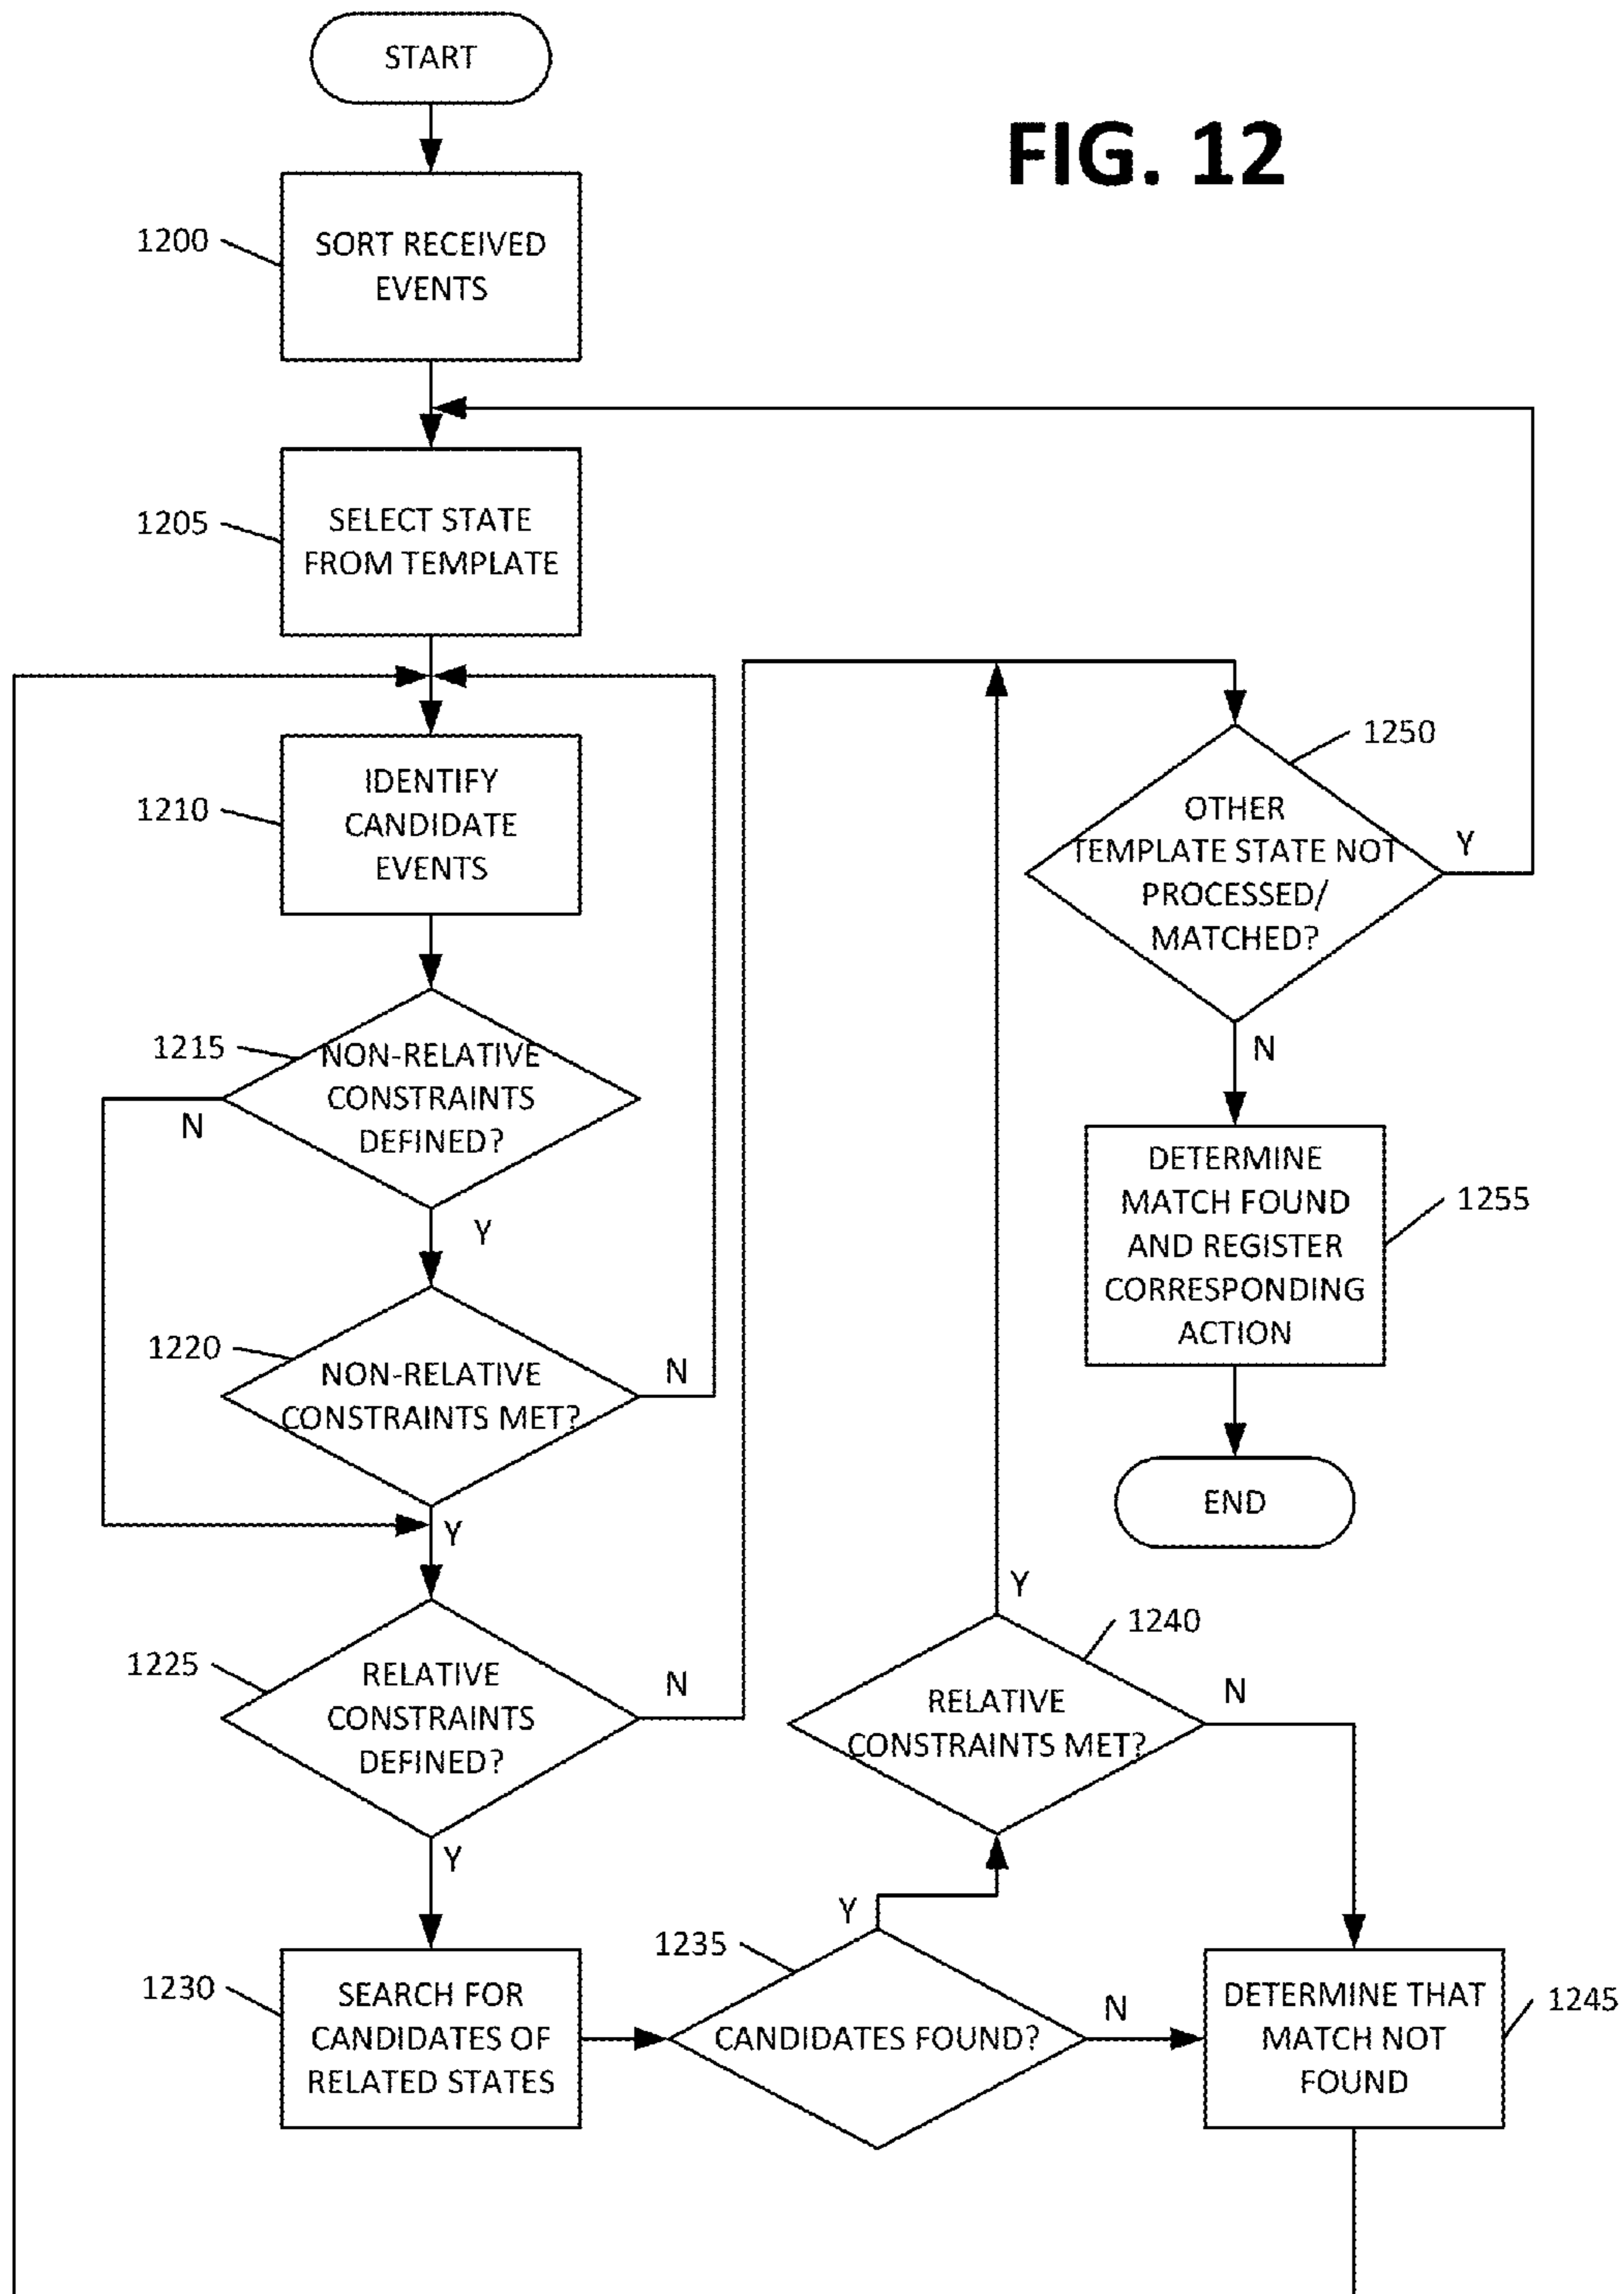 START
FIG. 12
1200
SORT RECEIVED
EVENTS
1205
SELECT STATE
FROM TEMPLATE
1210
IDENTIFY
CANDIDATE
EVENTS
1215
NON-RELATIVE
CONSTRAINTS
DEFINED?
N
Y
1220
NON-RELATIVE
CONSTRAINTS MET?
N
Y
1225
RELATIVE
CONSTRAINTS
DEFINED?
N
Y
1230
SEARCH FOR
CANDIDATES OF
RELATED STATES
1235
CANDIDATES FOUND?
Y
N
1240
RELATIVE
CONSTRAINTS MET?
Y
N
1245
DETERMINE THAT
MATCH NOT
FOUND
1250
OTHER
TEMPLATE STATE NOT
PROCESSED/
MATCHED?
Y
N
DETERMINE
MATCH FOUND
AND REGISTER
CORRESPONDING
ACTION
1255
END